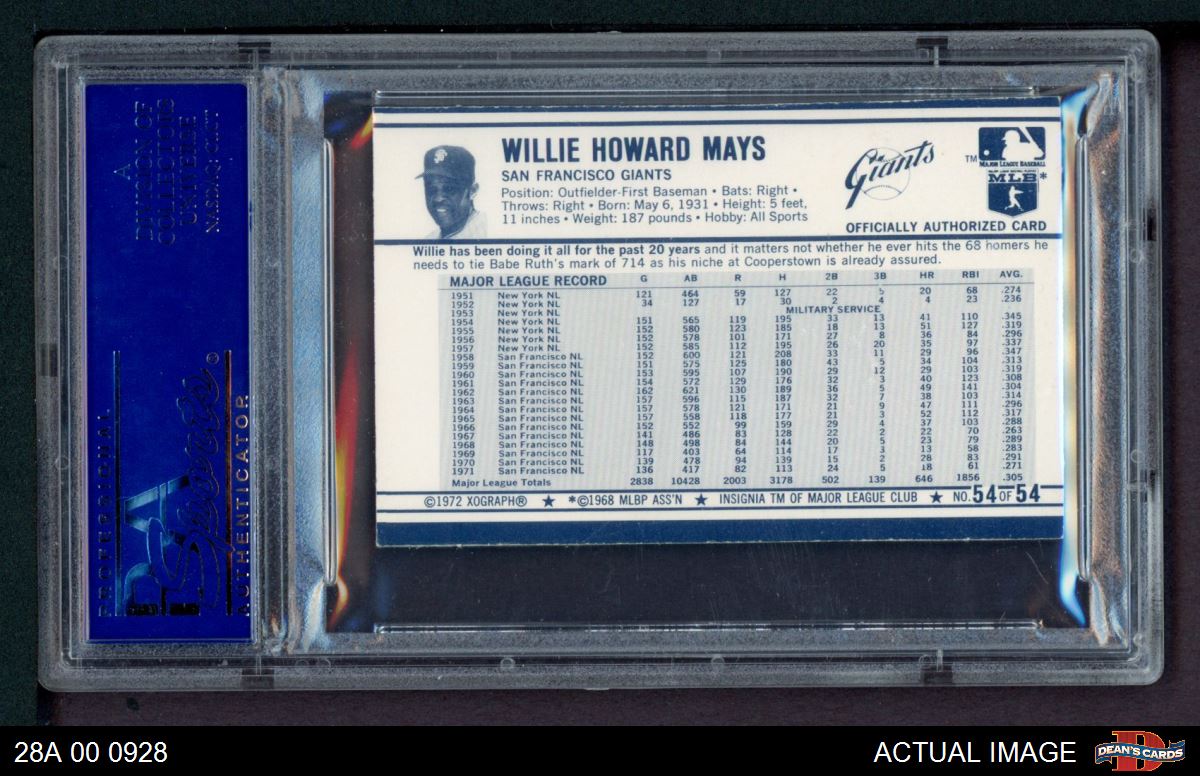 A
DIVISION OF
COLLECTORS
UNIVERSE
NASDAQ: CLCT
PSA
Sports®
PROFESSIONAL
AUTHENTICATOR
WILLIE HOWARD MAYS
SAN FRANCISCO GIANTS
Position: Outfielder-First Baseman • Bats: Right •
Throws: Right • Born: May 6, 1931 • Height: 5 feet,
11 inches • Weight: 187 pounds • Hobby: All Sports
SF
Giants
TM
MAJOR LEAGUE BASEBALL
MLB*
OFFICIALLY AUTHORIZED CARD
Willie has been doing it all for the past 20 years and it matters not whether he ever hits the 68 homers he
needs to tie Babe Ruth's mark of 714 as his niche at Cooperstown is already assured.
MAJOR LEAGUE RECORD G AB R H 2B 3B HR RBI AVG.
1951 New York NL 121 464 59 127 22 5 20 68 .274
1952 New York NL 34 127 17 30 2 4 4 23 .236
1953 New York NL MILITARY SERVICE
1954 New York NL 151 565 119 195 33 13 41 110 .345
1955 New York NL 152 580 123 185 18 13 51 127 .319
1956 New York NL 152 578 101 171 27 8 36 84 .296
1957 New York NL 152 585 112 195 26 20 35 97 .337
1958 San Francisco NL 152 600 121 208 33 11 29 96 .347
1959 San Francisco NL 151 575 125 180 43 5 34 104 .313
1960 San Francisco NL 153 595 107 190 29 12 29 103 .319
1961 San Francisco NL 154 572 129 176 32 3 40 123 .308
1962 San Francisco NL 162 621 130 189 36 5 49 141 .304
1963 San Francisco NL 157 596 115 187 32 7 38 103 .314
1964 San Francisco NL 157 578 121 171 21 9 47 111 .296
1965 San Francisco NL 157 558 118 177 21 3 52 112 .317
1966 San Francisco NL 152 552 99 159 29 4 37 103 .288
1967 San Francisco NL 141 486 83 128 22 2 22 70 .263
1968 San Francisco NL 148 498 84 144 20 5 23 79 .289
1969 San Francisco NL 117 403 64 114 17 3 13 58 .283
1970 San Francisco NL 139 478 94 139 15 2 28 83 .291
1971 San Francisco NL 136 417 82 113 24 5 18 61 .271
Major League Totals 2838 10428 2003 3178 502 139 646 1856 .305
©1972 XOGRAPH® ★ *©1968 MLBP ASS'N ★ INSIGNIA TM OF MAJOR LEAGUE CLUB ★ NO. 54 OF 54
28A 00 0928
ACTUAL IMAGE
DEAN'S CARDS